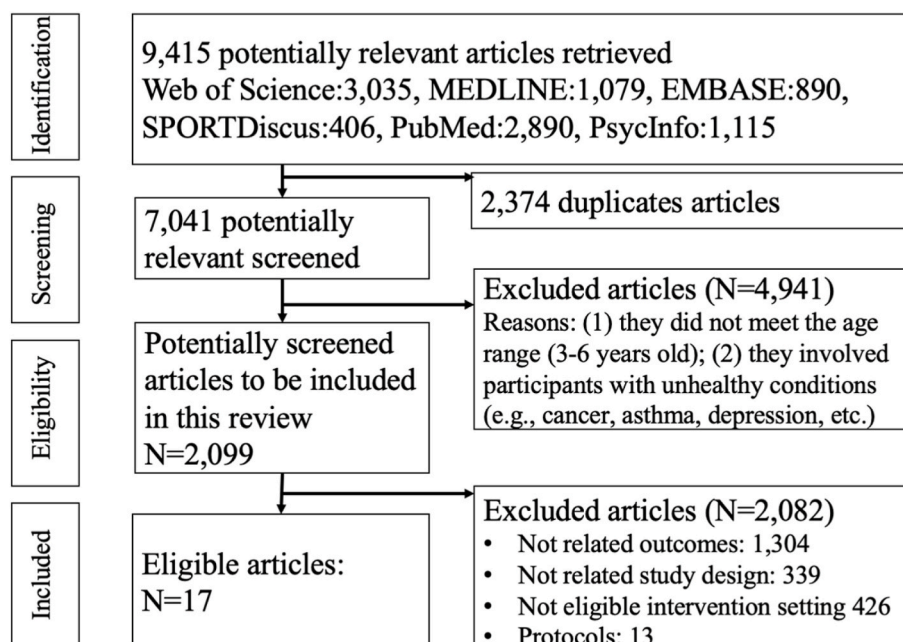 Identification
9,415 potentially relevant articles retrieved
Web of Science:3,035, MEDLINE:1,079, EMBASE:890,
SPORTDiscus:406, PubMed:2,890, PsycInfo:1,115
Screening
2,374 duplicates articles
7,041 potentially
relevant screened
Excluded articles (N=4,941)
Reasons: (1) they did not meet the age
range (3-6 years old); (2) they involved
participants with unhealthy conditions
(e.g., cancer, asthma, depression, etc.)
Eligibility
Potentially screened
articles to be included
in this review
N=2,099
Included
Eligible articles:
N=17
Excluded articles (N=2,082)
• Not related outcomes: 1,304
• Not related study design: 339
• Not eligible intervention setting 426
• Protocols: 13